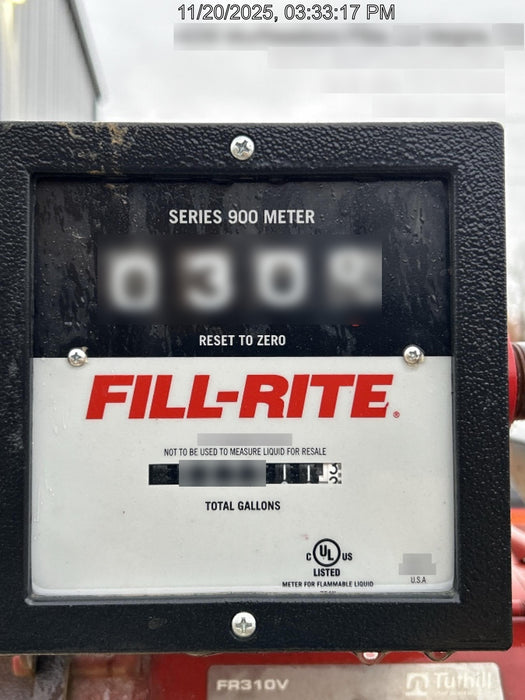 11/20/2025, 03:33:17 PM
SERIES 900 METER
RESET TO ZERO
FILL-RITE®
NOT TO BE USED TO MEASURE LIQUID FOR RESALE
TOTAL GALLONS
C UL US
LISTED
METER FOR FLAMMABLE LIQUID
U.S.A
FR310V
Tuthill